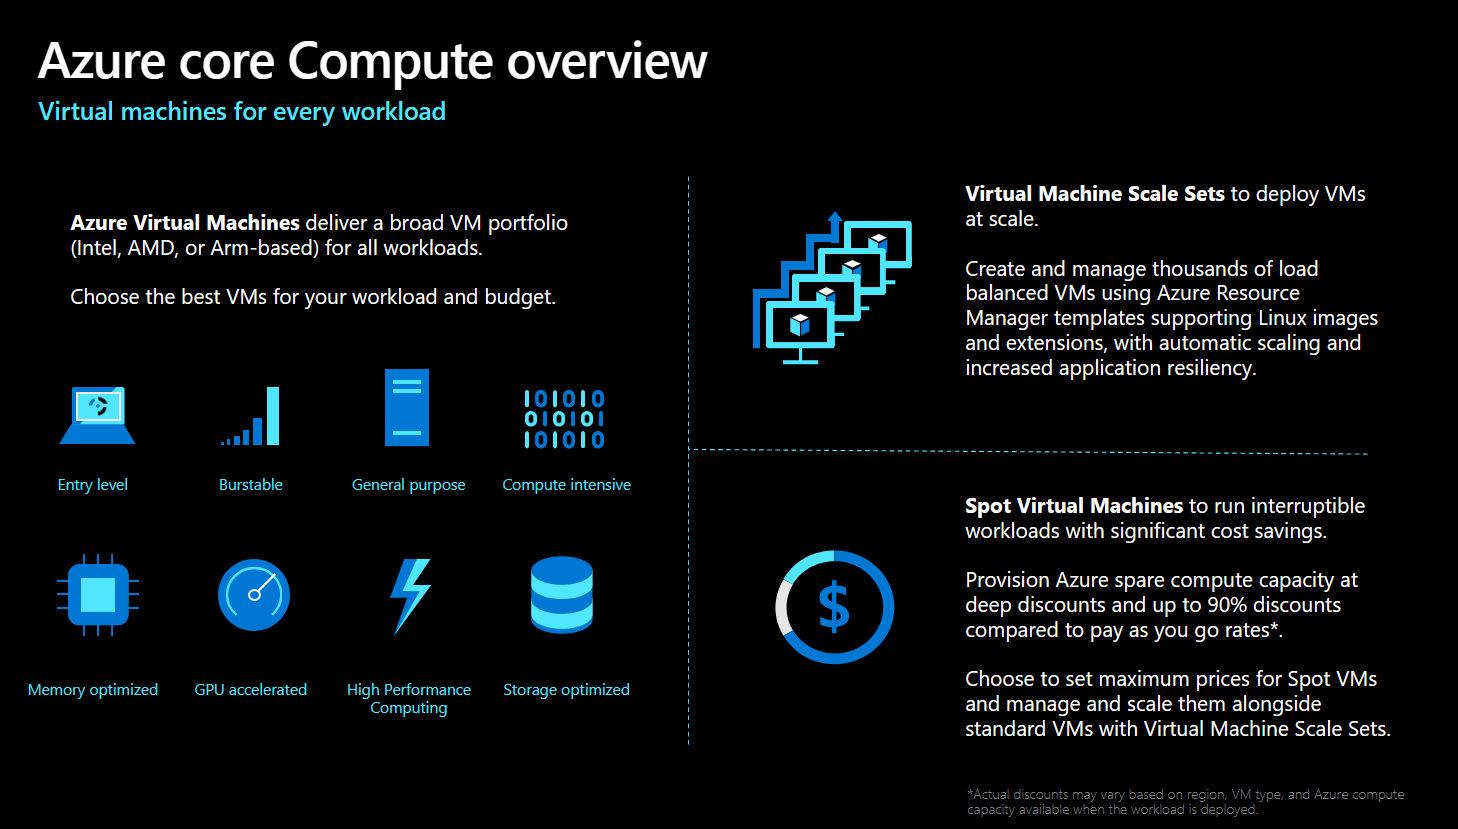 Azure core Compute overview
Virtual machines for every workload
Azure Virtual Machines deliver a broad VM portfolio
(Intel, AMD, or Arm-based) for all workloads.
Choose the best VMs for your workload and budget.
Entry level
Burstable
General purpose
010101
010101
010101
Compute intensive
Memory optimized
GPU accelerated
High Performance
Computing
Storage optimized
Virtual Machine Scale Sets to deploy VMs
at scale.
Create and manage thousands of load
balanced VMs using Azure Resource
Manager templates supporting Linux images
and extensions, with automatic scaling and
increased application resiliency.
$
Spot Virtual Machines to run interruptible
workloads with significant cost savings.
Provision Azure spare compute capacity at
deep discounts and up to 90% discounts
compared to pay as you go rates*.
Choose to set maximum prices for Spot VMs
and manage and scale them alongside
standard VMs with Virtual Machine Scale Sets.
*Actual discounts may vary based on region, VM type, and Azure compute
capacity available when the workload is deployed.